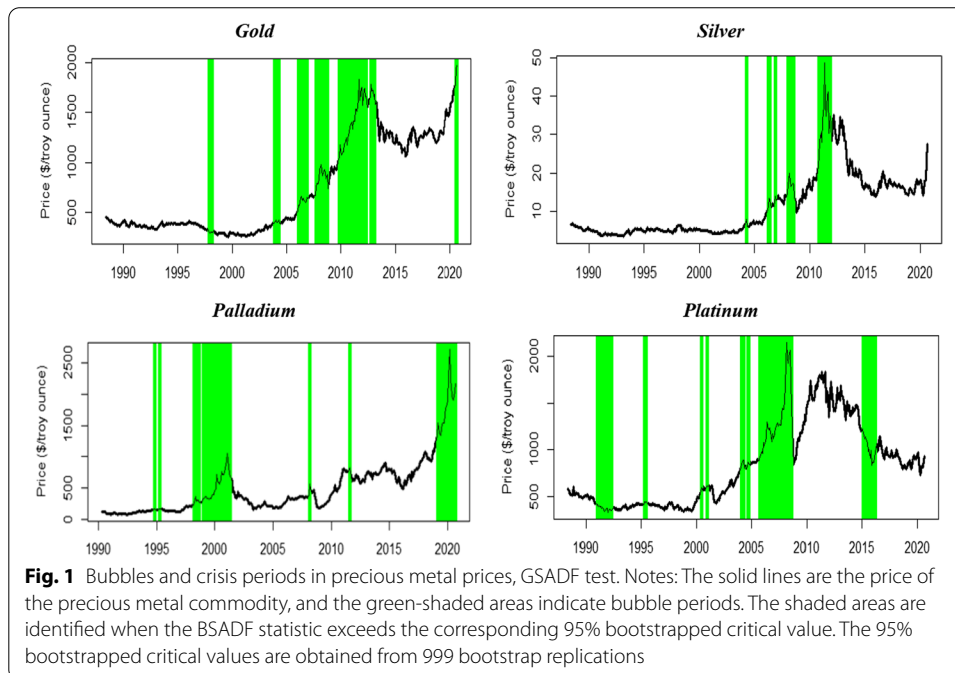 Gold
Silver
Price ($/troy ounce)
500 1000 1500 2000
1990 1995 2000 2005 2010 2015 2020
Price ($/troy ounce)
10 20 30 40 50
1990 1995 2000 2005 2010 2015 2020
Palladium
Platinum
Price ($/troy ounce)
0 500 1500 2500
1990 1995 2000 2005 2010 2015 2020
Price ($/troy ounce)
500 1000 2000
1990 1995 2000 2005 2010 2015 2020
Fig. 1 Bubbles and crisis periods in precious metal prices, GSADF test. Notes: The solid lines are the price of
the precious metal commodity, and the green-shaded areas indicate bubble periods. The shaded areas are
identified when the BSADF statistic exceeds the corresponding 95% bootstrapped critical value. The 95%
bootstrapped critical values are obtained from 999 bootstrap replications